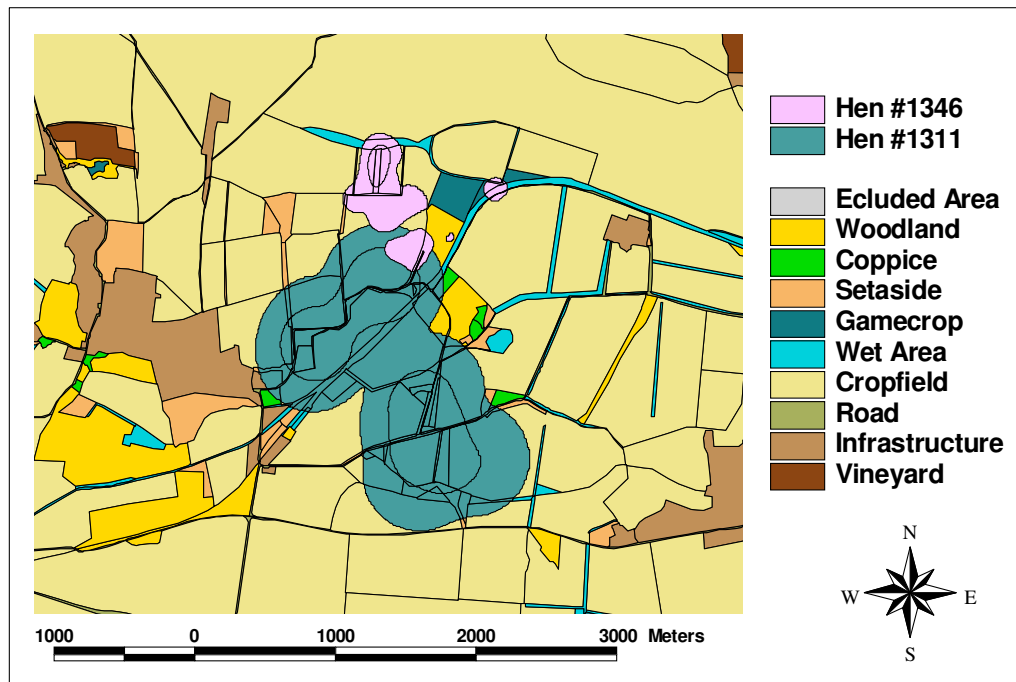 Hen #1346
Hen #1311
Ecluded Area
Woodland
Coppice
Setaside
Gamecrop
Wet Area
Cropfield
Road
Infrastructure
Vineyard
N
W E
S
1000 0 1000 2000 3000 Meters